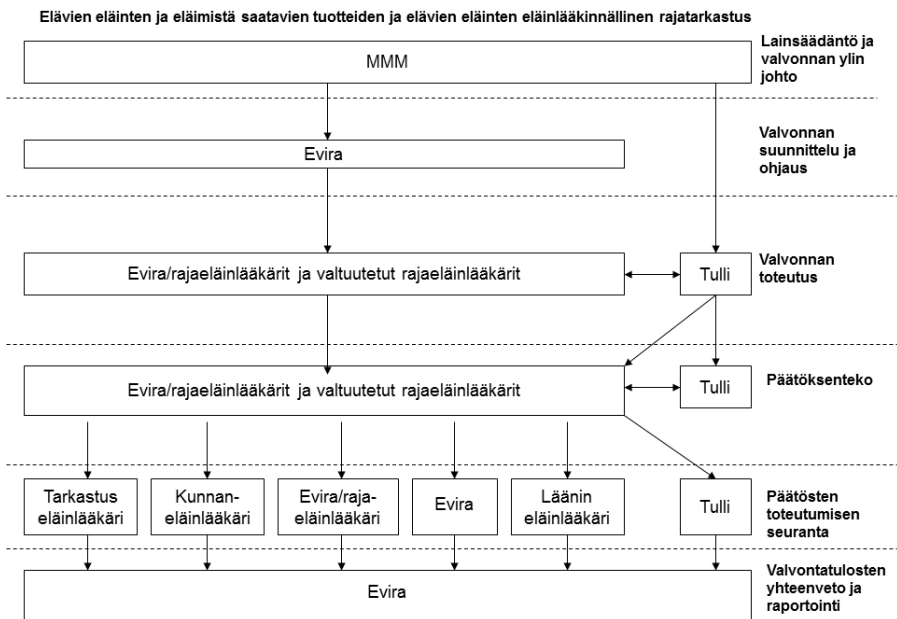 Elävien eläinten ja eläimistä saatavien tuotteiden ja elävien eläinten eläinlääkinnällinen rajatarkastus
MMM
Lainsäädäntö ja
valvonnan ylin
johto
Evira
Valvonnan
suunnittelu ja
ohjaus
Evira/rajaeläinlääkärit ja valtuutetut rajaeläinlääkärit
Tulli
Valvonnan
toteutus
Evira/rajaeläinlääkärit ja valtuutetut rajaeläinlääkärit
Tulli
Päätöksenteko
Tarkastus
eläinlääkäri
Kunnan-
eläinlääkäri
Evira/raja-
eläinlääkäri
Evira
Läänin
eläinlääkäri
Tulli
Päätösten
toteutumisen
seuranta
Evira
Valvontatulosten
yhteenveto ja
raportointi